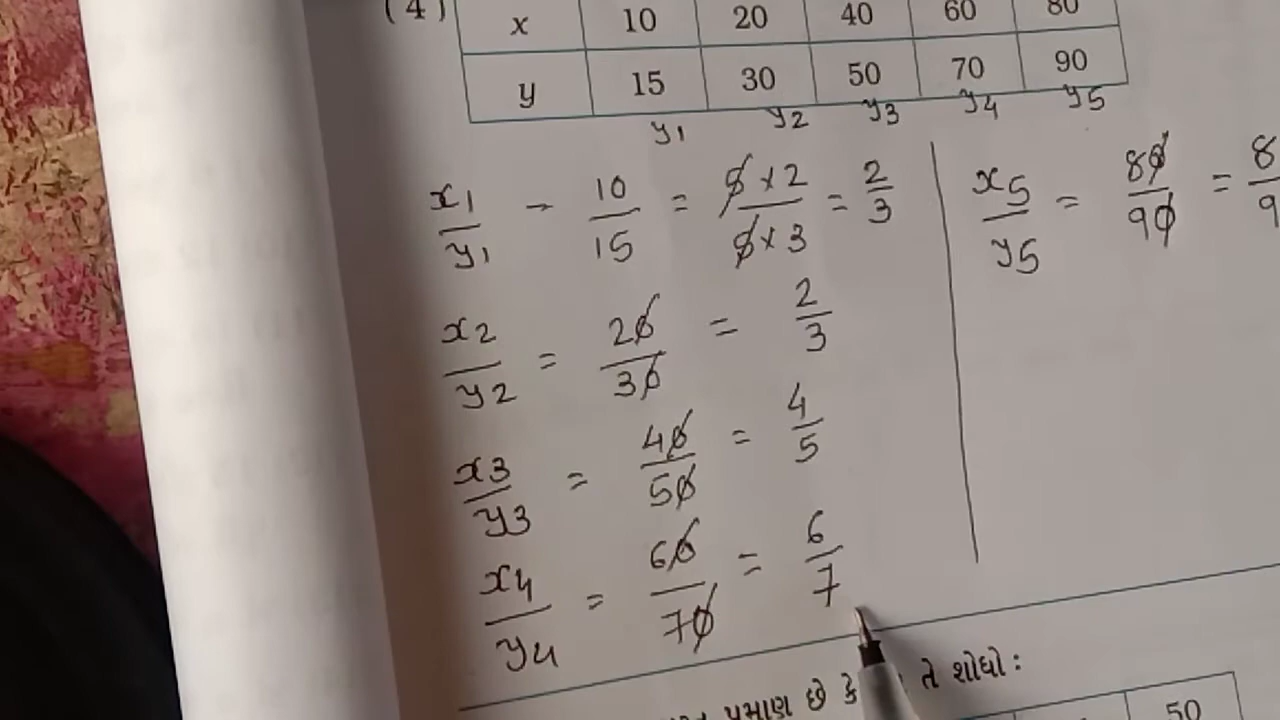 (4) x 10 20 40 60 80
y 15 30 50 70 90
y1 y2 y3 y4 y5
x1/y1 - 10/15 = 5×2/5×3 = 2/3
x2/y2 = 20/30 = 2/3
x3/y3 = 40/50 = 4/5
x4/y4 = 60/70 = 6/7
x5/y5 = 80/90 = 8/9
પ્રમાણ છે કે તે શોધો :
50